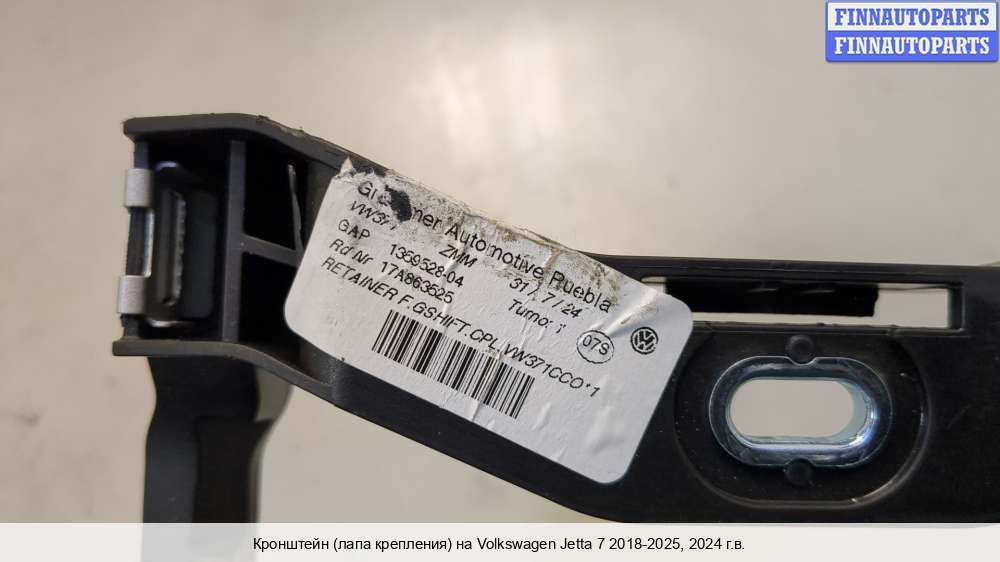 FINNAUTOPARTS
FINNAUTOPARTS
Automotive Puebla
ZMM 31 / 7 / 24
GAP 1359528-04 Turno: 1
Rd Nr 17A863525 07S
RETAINER F.GSHIFT.CPL.VW371CCO*1
Кронштейн (лапа крепления) на Volkswagen Jetta 7 2018-2025, 2024 г.в.